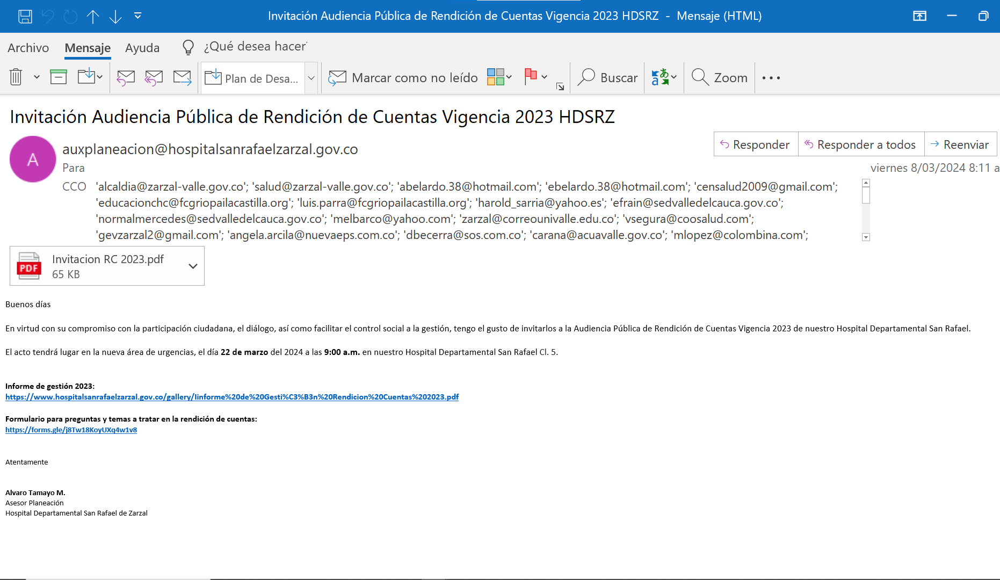 Invitación Audiencia Pública de Rendición de Cuentas Vigencia 2023 HDSRZ - Mensaje (HTML)
Archivo Mensaje Ayuda ¿Qué desea hacer
Plan de Desa... Marcar como no leído Buscar Zoom
Invitación Audiencia Pública de Rendición de Cuentas Vigencia 2023 HDSRZ
A
auxplaneacion@hospitalsanrafaelzarzal.gov.co
Responder Responder a todos Reenviar
Para
viernes 8/03/2024 8:11 a
CCO 'alcaldia@zarzal-valle.gov.co'; 'salud@zarzal-valle.gov.co'; 'abelardo.38@hotmail.com'; 'ebelardo.38@hotmail.com'; 'censalud2009@gmail.com';
'educacionchc@fcgriopailacastilla.org'; 'luis.parra@fcgriopailacastilla.org'; 'harold_sarria@yahoo.es'; 'efrain@sedvalledelcauca.gov.co';
'normalmercedes@sedvalledelcauca.gov.co'; 'melbarco@yahoo.com'; 'zarzal@correounivalle.edu.co'; 'vsegura@coosalud.com';
'gevzarzal2@gmail.com'; 'angela.arcila@nuevaeps.com.co'; 'dbecerra@sos.com.co'; 'carana@acuavalle.gov.co'; 'mlopez@colombina.com';
PDF
Invitacion RC 2023.pdf
65 KB
Buenos días
En virtud con su compromiso con la participación ciudadana, el diálogo, así como facilitar el control social a la gestión, tengo el gusto de invitarlos a la Audiencia Pública de Rendición de Cuentas Vigencia 2023 de nuestro Hospital Departamental San Rafael.
El acto tendrá lugar en la nueva área de urgencias, el día 22 de marzo del 2024 a las 9:00 a.m. en nuestro Hospital Departamental San Rafael Cl. 5.
Informe de gestión 2023:
https://www.hospitalsanrafaelzarzal.gov.co/gallery/Iinforme%20de%20Gesti%C3%B3n%20Rendicion%20Cuentas%202023.pdf
Formulario para preguntas y temas a tratar en la rendición de cuentas:
https://forms.gle/j8Tw18KoyUXq4w1v8
Atentamente
Alvaro Tamayo M.
Asesor Planeación
Hospital Departamental San Rafael de Zarzal